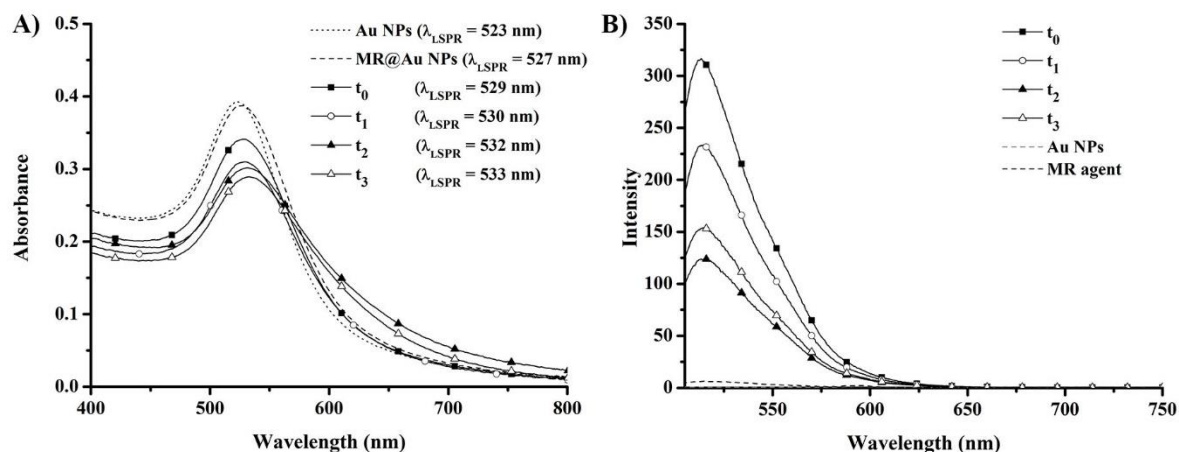 A)
Absorbance
0.5
0.4
0.3
0.2
0.1
0.0
400
500
600
700
800
Wavelength (nm)
Au NPs (λLSPR = 523 nm)
MR@Au NPs (λLSPR = 527 nm)
t0 (λLSPR = 529 nm)
t1 (λLSPR = 530 nm)
t2 (λLSPR = 532 nm)
t3 (λLSPR = 533 nm)
B)
Intensity
350
300
250
200
150
100
50
0
550
600
650
700
750
Wavelength (nm)
t0
t1
t2
t3
Au NPs
MR agent